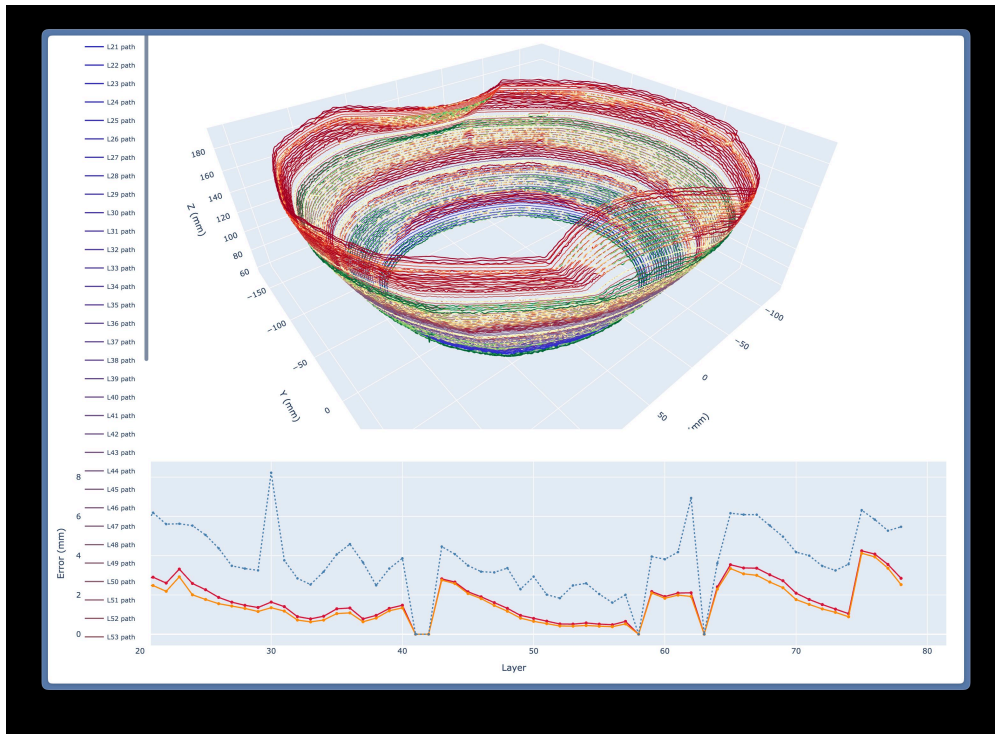 L21 path
L22 path
L23 path
L24 path
L25 path
L26 path
L27 path
L28 path
L29 path
L30 path
L31 path
L32 path
L33 path
L34 path
L35 path
L36 path
L37 path
L38 path
L39 path
L40 path
L41 path
L42 path
L43 path
L44 path
L45 path
L46 path
L47 path
L48 path
L49 path
L50 path
L51 path
L52 path
L53 path
180
160
140
120
100
80
60
Z (mm)
−150
−100
−50
0
Y (mm)
−100
−50
0
50
mm)
8
6
4
2
0
Error (mm)
20
30
40
50
60
70
80
Layer